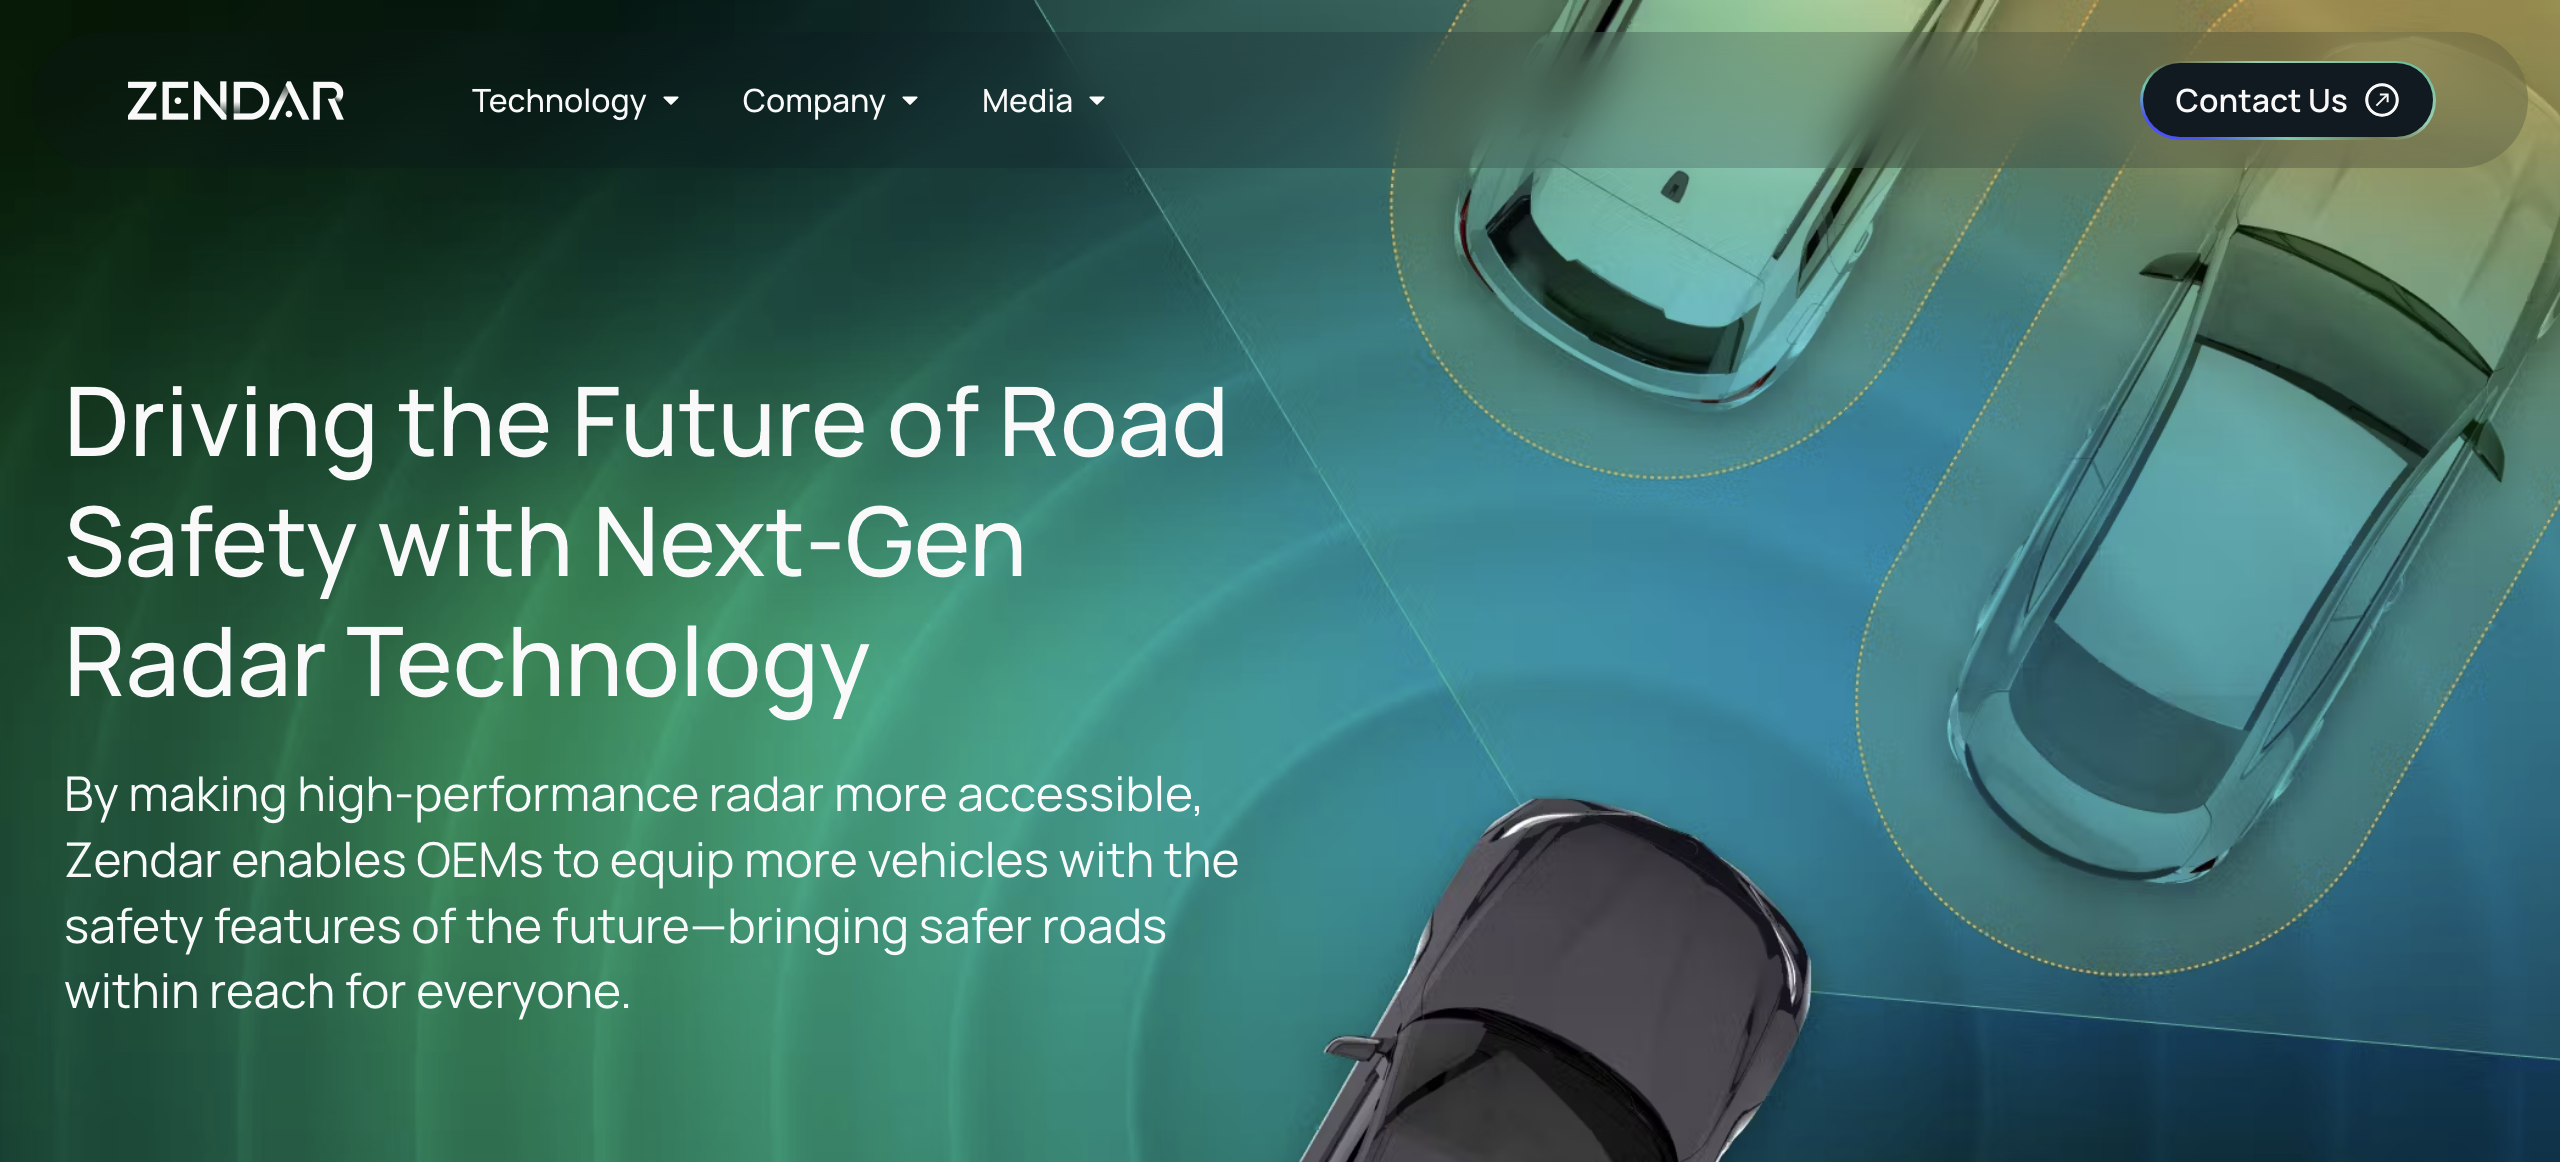 ZENDAR
Technology
Company
Media
Contact Us
Driving the Future of Road
Safety with Next-Gen
Radar Technology
By making high-performance radar more accessible,
Zendar enables OEMs to equip more vehicles with the
safety features of the future—bringing safer roads
within reach for everyone.